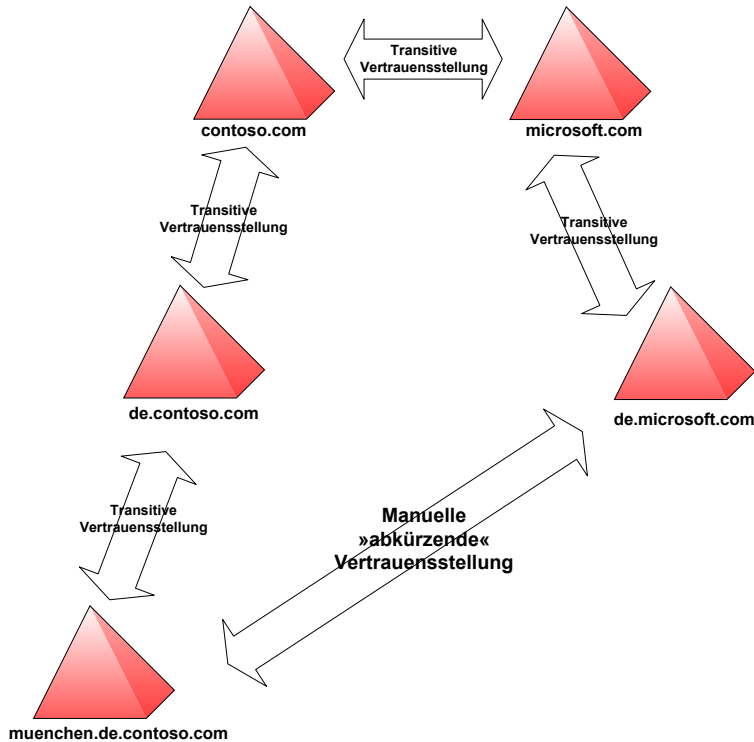 Transitive
Vertrauensstellung
contoso.com
microsoft.com
Transitive
Vertrauensstellung
Transitive
Vertrauensstellung
de.contoso.com
de.microsoft.com
Transitive
Vertrauensstellung
Manuelle
»abkürzende«
Vertrauensstellung
muenchen.de.contoso.com